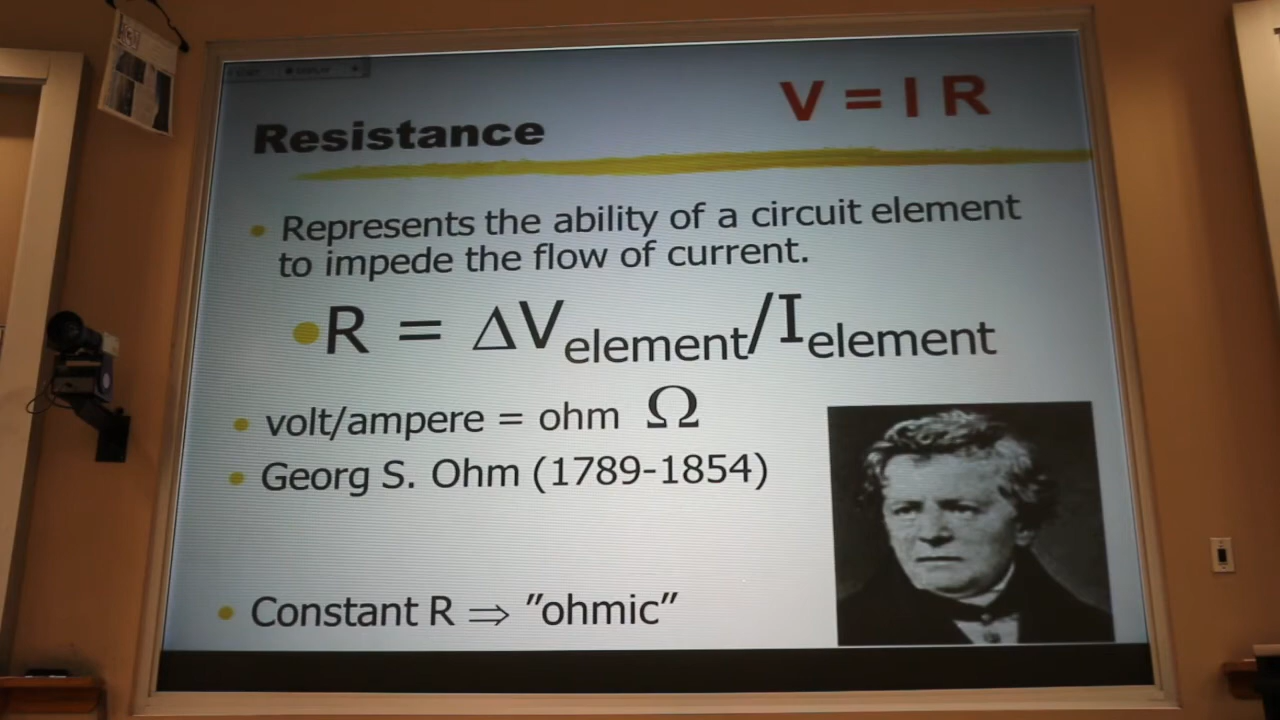 V = I R
Resistance
Represents the ability of a circuit element
to impede the flow of current.
R = ΔVelement/Ielement
volt/ampere = ohm Ω
Georg S. Ohm (1789-1854)
Constant R ⇒ "ohmic"